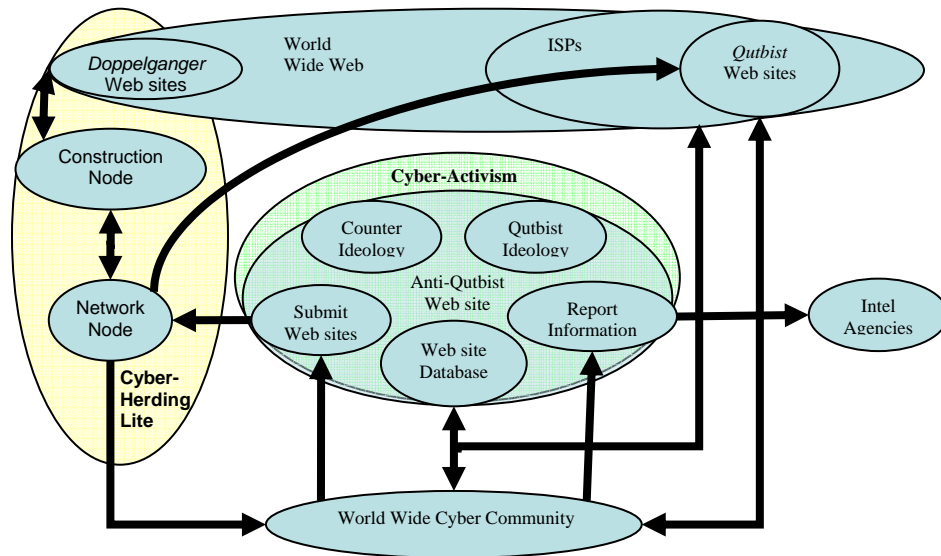 World
Wide Web
ISPs
Qutbist
Web sites
Doppelganger
Web sites
Construction
Node
Cyber-Activism
Counter
Ideology
Qutbist
Ideology
Anti-Qutbist
Web site
Network
Node
Submit
Web sites
Report
Information
Intel
Agencies
Web site
Database
Cyber-
Herding
Lite
World Wide Cyber Community